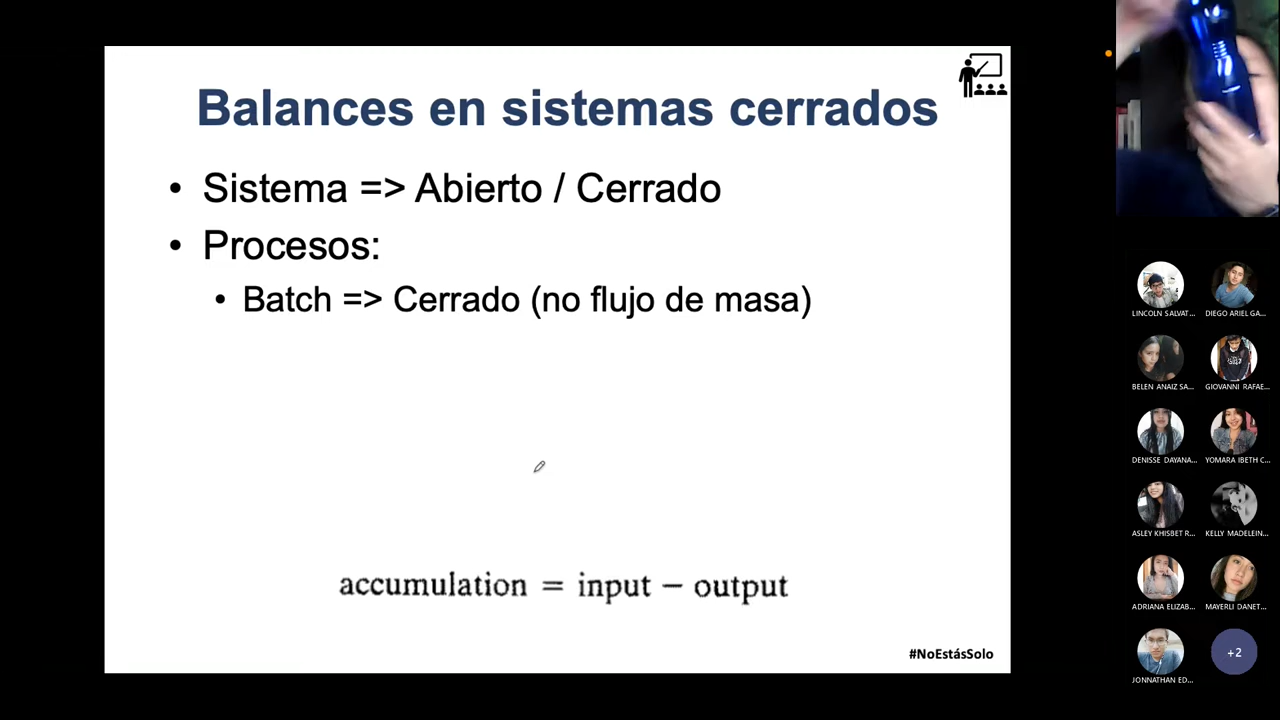 Balances en sistemas cerrados
• Sistema => Abierto / Cerrado
• Procesos:
• Batch => Cerrado (no flujo de masa)
accumulation = input − output
#NoEstásSolo
LINCOLN SALVAT...
DIEGO ARIEL GA...
BELEN ANAIZ SA...
GIOVANNI RAFAE...
DENISSE DAYANA...
YOMARA IBETH C...
ASLEY KHISBET R...
KELLY MADELEIN...
ADRIANA ELIZAB...
MAYERLI DANET...
JONNATHAN ED...
+2